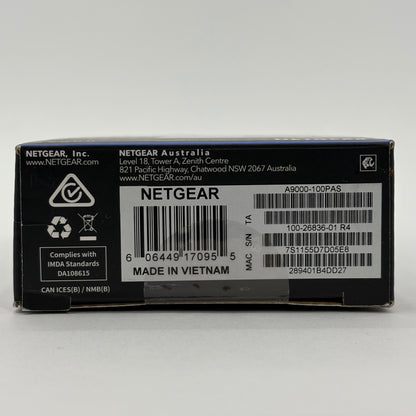 NETGEAR, Inc.
www.NETGEAR.com
NETGEAR Australia
Level 18, Tower A, Zenith Centre
821 Pacific Highway, Chatwood NSW 2067 Australia
www.NETGEAR.com/au
NETGEAR
6 06449 17095 5
MADE IN VIETNAM
A9000-100PAS
TA
100-26836-01 R4
S/N
7S1155D7D05E8
MAC
289401B4DD27
Complies with
IMDA Standards
DA108615
CAN ICES(B) / NMB(B)